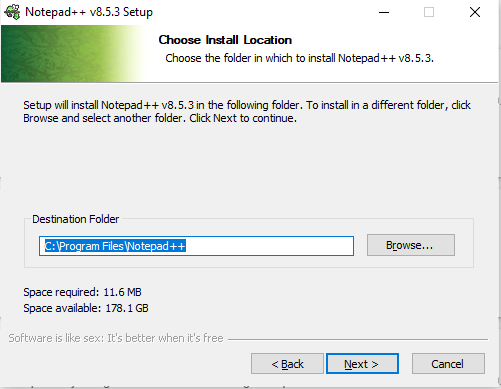 Notepad++ v8.5.3 Setup
Choose Install Location
Choose the folder in which to install Notepad++ v8.5.3.
Setup will install Notepad++ v8.5.3 in the following folder. To install in a different folder, click
Browse and select another folder. Click Next to continue.
Destination Folder
C:\Program Files\Notepad++
Browse...
Space required: 11.6 MB
Space available: 178.1 GB
Software is like sex: It's better when it's free
< Back
Next >
Cancel